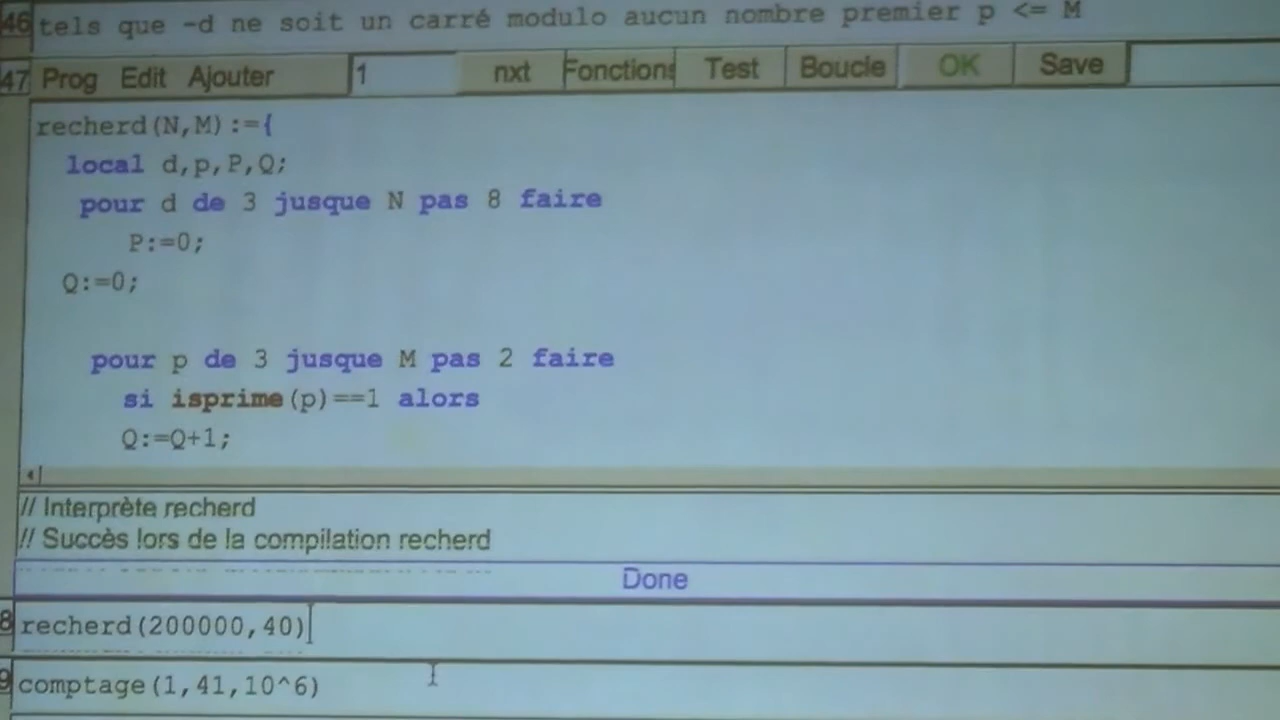 46 tels que -d ne soit un carré modulo aucun nombre premier p <= M
47 Prog Edit Ajouter 1 nxt Fonctions Test Boucle OK Save
recherd(N,M):={
local d,p,P,Q;
pour d de 3 jusque N pas 8 faire
P:=0;
Q:=0;
pour p de 3 jusque M pas 2 faire
si isprime(p)==1 alors
Q:=Q+1;
// Interprète recherd
// Succès lors de la compilation recherd
Done
8 recherd(200000,40)
9 comptage(1,41,10^6)